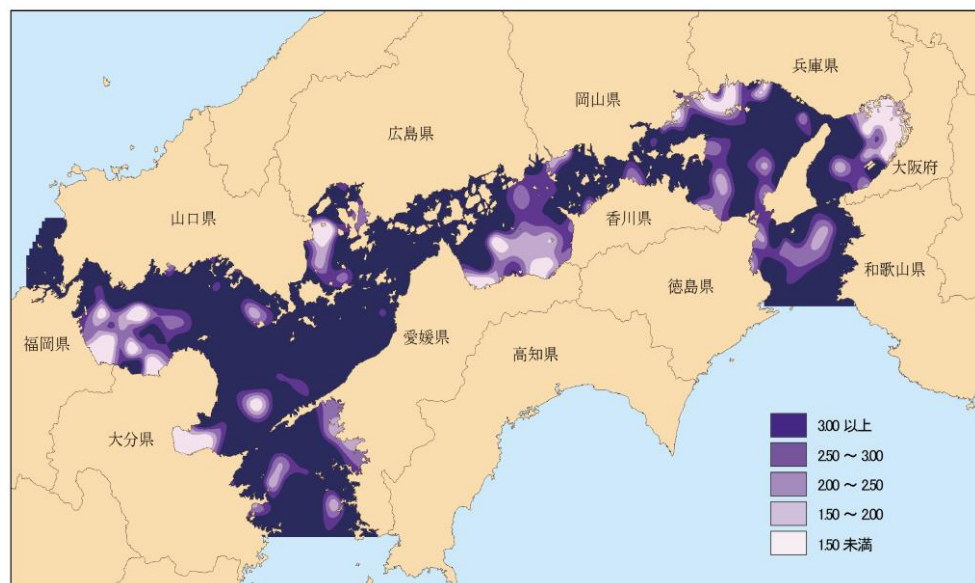 兵庫県
岡山県
広島県
大阪府
山口県
香川県
和歌山県
徳島県
福岡県
愛媛県
高知県
大分県
3.00 以上
2.50 ～ 3.00
2.00 ～ 2.50
1.50 ～ 2.00
1.50 未満